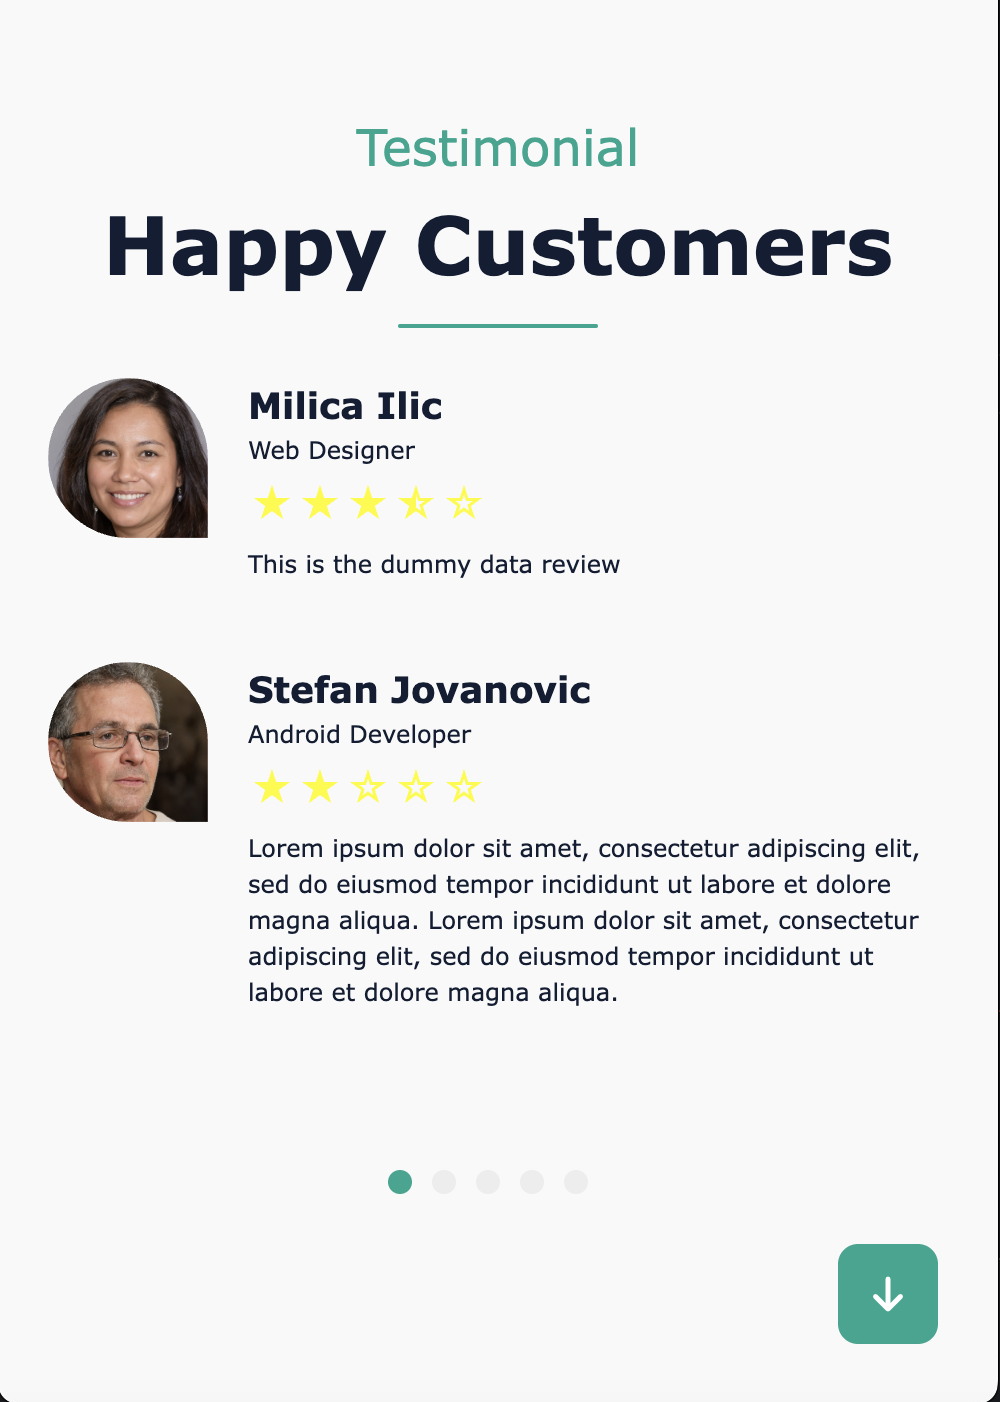 Testimonial
Happy Customers
Milica Ilic
Web Designer
This is the dummy data review
Stefan Jovanovic
Android Developer
Lorem ipsum dolor sit amet, consectetur adipiscing elit,
sed do eiusmod tempor incididunt ut labore et dolore
magna aliqua. Lorem ipsum dolor sit amet, consectetur
adipiscing elit, sed do eiusmod tempor incididunt ut
labore et dolore magna aliqua.